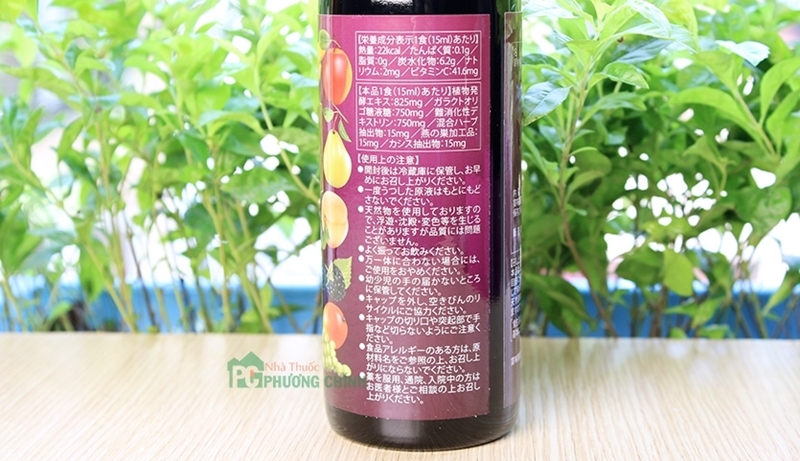 【栄養成分表示1食(15ml)あたり】
熱量:22kcal／たんぱく質:0.1g／
脂質:0g／炭水化物:6.2g／ナト
リウム:2mg／ビタミンC:41.6mg
【本品1食(15ml)あたり】植物発
酵エキス:825mg／ガラクトオリ
ゴ糖液糖:750mg／難消化性デ
キストリン:750mg／混合ハーブ
抽出物:15mg／燕の巣加工品:
15mg／カシス抽出物:15mg
【使用上の注意】
●開封後は冷蔵庫に保管し、お早
めにお召し上がりください。
●一度うつした原液はもとにもど
さないでください。
●天然物を使用しておりますの
で、浮遊・沈殿・変色等を生じる
ことがありますが品質には問題
ございません。
●よく振ってお飲みください。
●万一体に合わない場合には、
ご使用をおやめください。
●幼少児の手の届かないところ
に保管してください。
●キャップを外し、空きびんのリ
サイクルにご協力ください。
●キャップの切り口や突起部で手
指など切らないようにご注意く
ださい。
●食品アレルギーのある方は、原
材料名をご参照の上、お召し上
がりにならないでください。
●薬を服用、通院、入院中の方は
お医者様とご相談の上お召し
上がりください。
Nhà Thuốc
PHƯƠNG CHÍNH